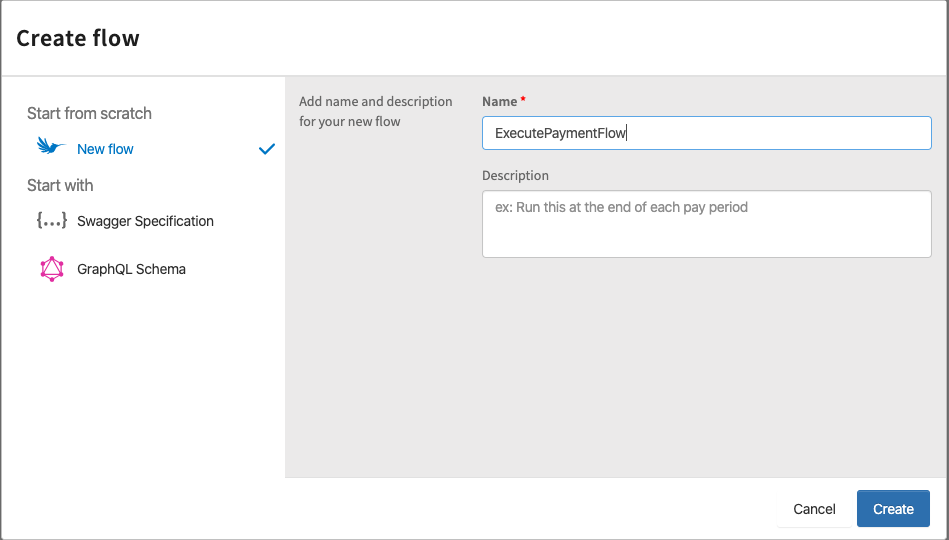 Create flow
Start from scratch
New flow
Start with
{...} Swagger Specification
GraphQL Schema
Add name and description
for your new flow
Name *
ExecutePaymentFlow
Description
ex: Run this at the end of each pay period
Cancel
Create